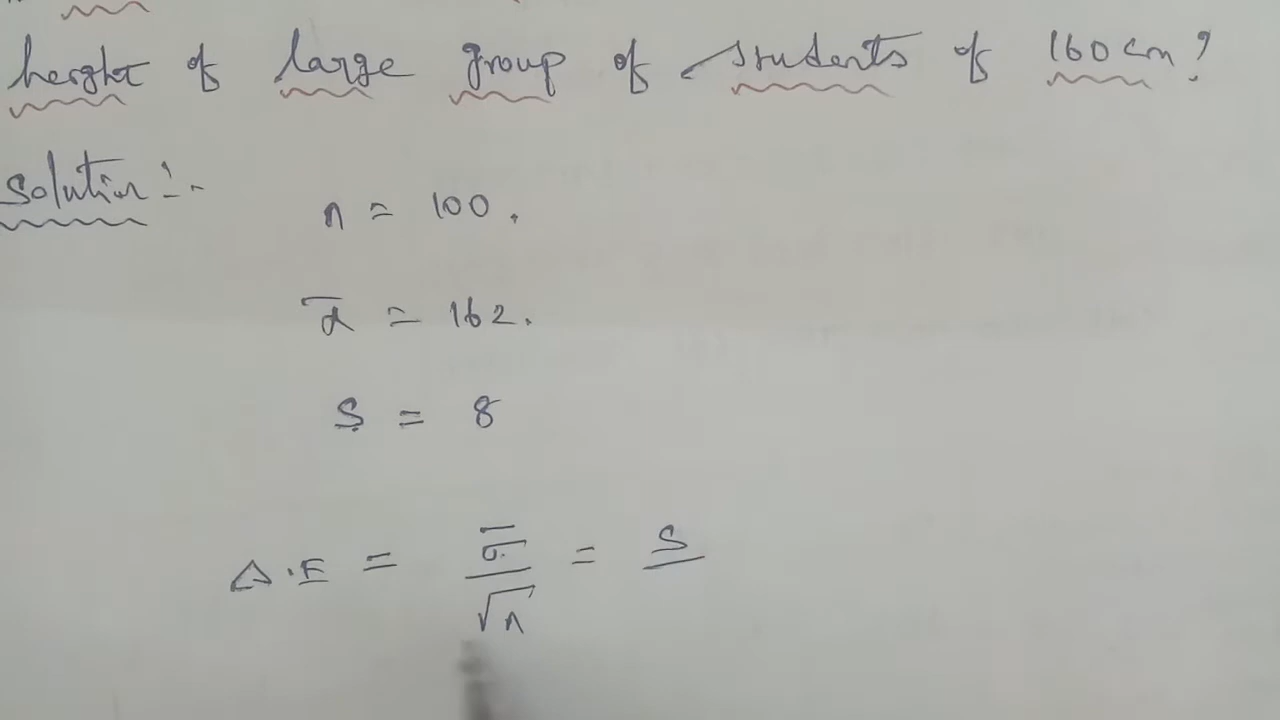 height of large group of students of 160 cm?
Solution :-
n = 100.
x̄ = 162.
S = 8
S.E = σ̄ / √n = S